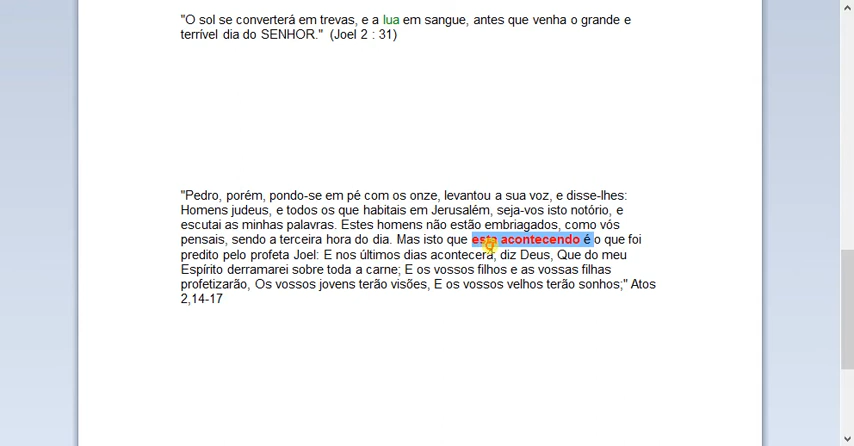 "O sol se converterá em trevas, e a lua em sangue, antes que venha o grande e
terrível dia do SENHOR." (Joel 2 : 31)
"Pedro, porém, pondo-se em pé com os onze, levantou a sua voz, e disse-lhes:
Homens judeus, e todos os que habitais em Jerusalém, seja-vos isto notório, e
escutai as minhas palavras. Estes homens não estão embriagados, como vós
pensais, sendo a terceira hora do dia. Mas isto que esta acontecendo é o que foi
predito pelo profeta Joel: E nos últimos dias acontecerá, diz Deus, Que do meu
Espírito derramarei sobre toda a carne; E os vossos filhos e as vossas filhas
profetizarão, Os vossos jovens terão visões, E os vossos velhos terão sonhos;" Atos
2,14-17